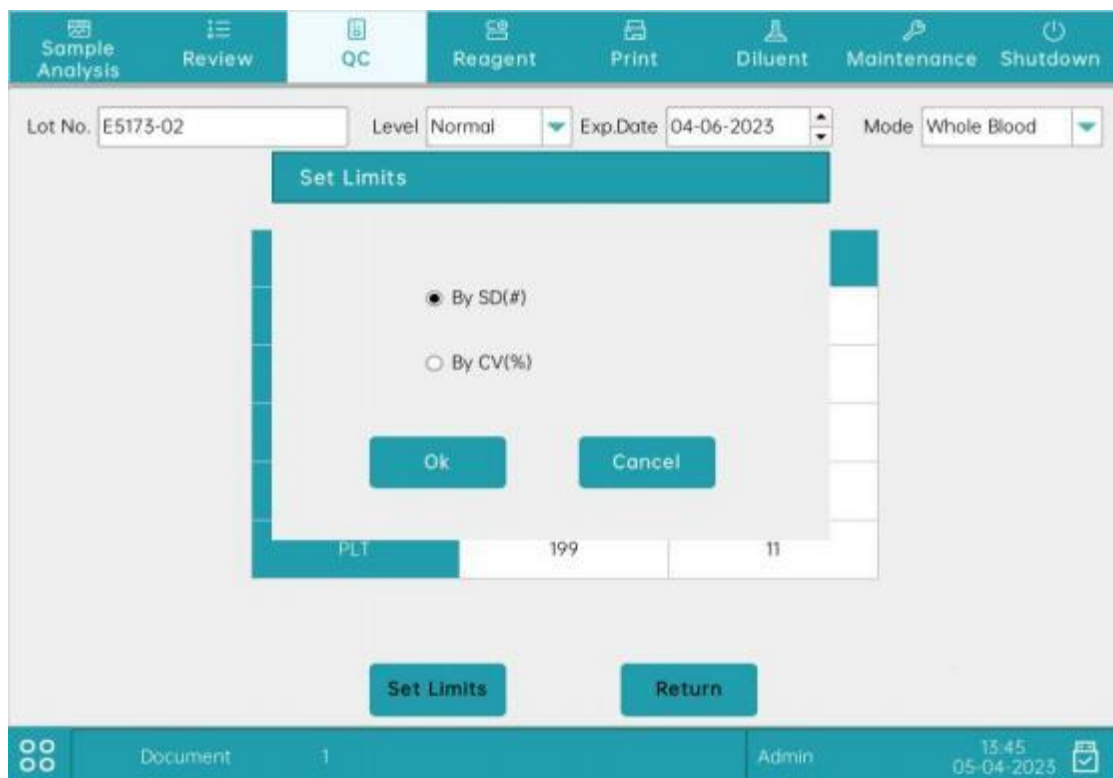 Sample Analysis
Review
QC
Reagent
Print
Diluent
Maintenance
Shutdown
Lot No. E5173-02
Level Normal
Exp.Date 04-06-2023
Mode Whole Blood
Set Limits
By SD(#)
By CV(%)
Ok
Cancel
PLT 199 11
Set Limits
Return
Document 1
Admin
13:45
05-04-2023